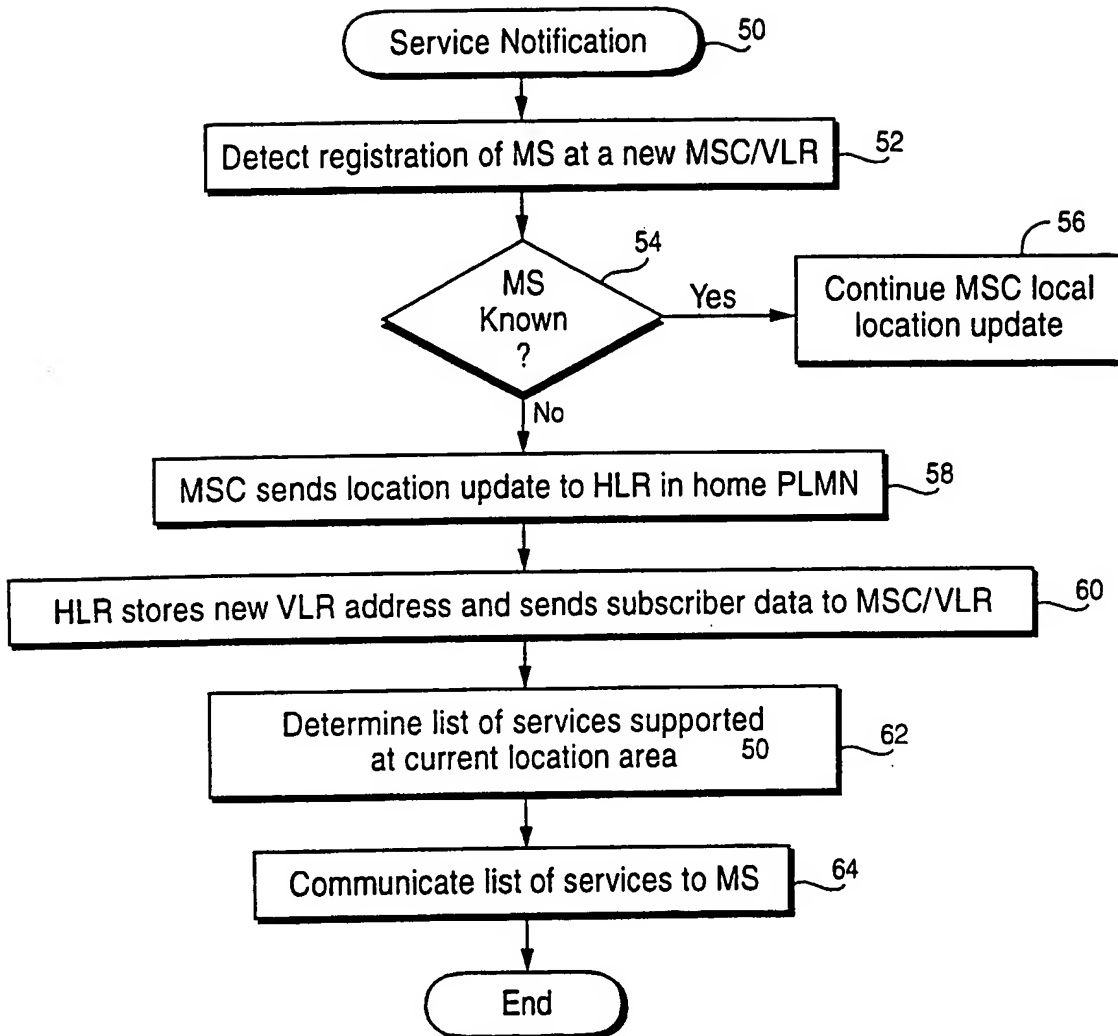 Service Notification
50
Detect registration of MS at a new MSC/VLR
52
54
MS
Known
?
Yes
56
Continue MSC local
location update
No
MSC sends location update to HLR in home PLMN
58
HLR stores new VLR address and sends subscriber data to MSC/VLR
60
Determine list of services supported
at current location area 50
62
Communicate list of services to MS
64
End